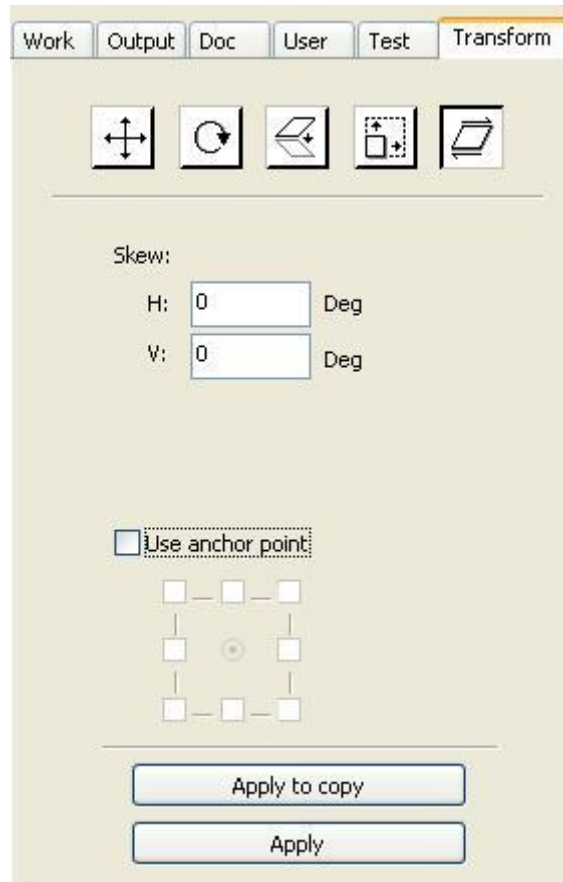 Work Output Doc User Test Transform
Skew:
H: 0 Deg
V: 0 Deg
Use anchor point
Apply to copy
Apply